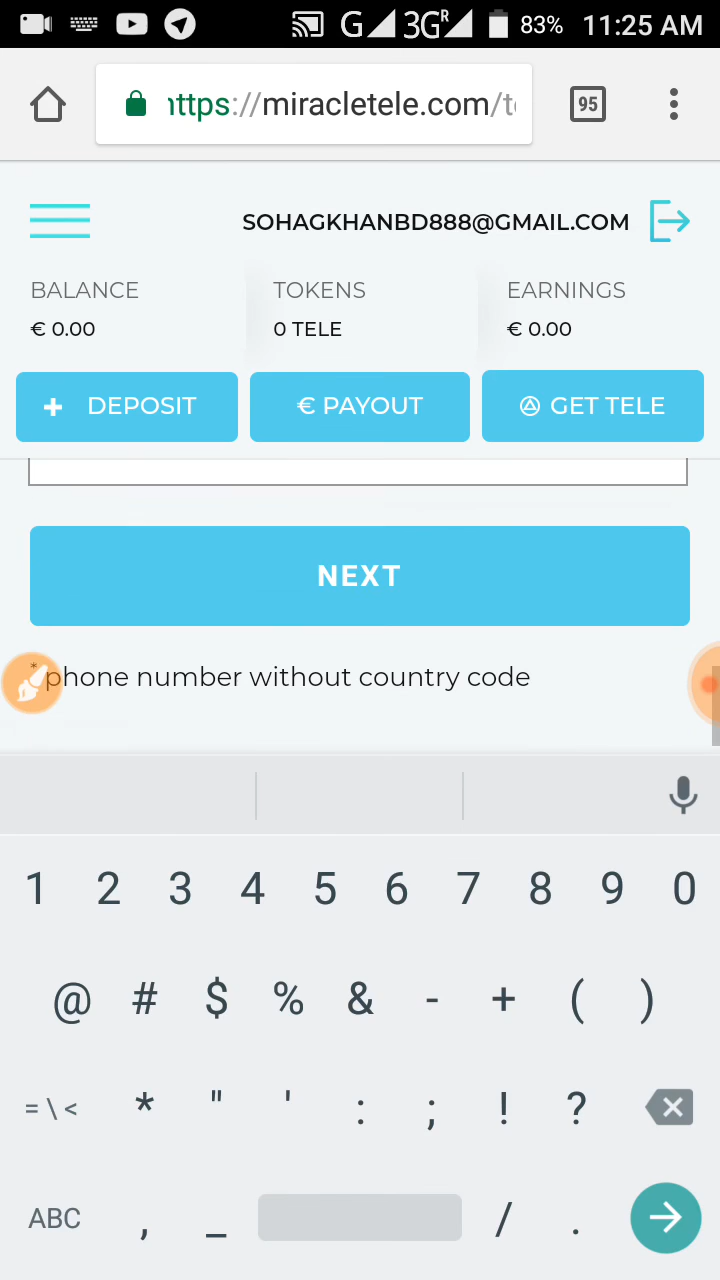 G 3G R 83% 11:25 AM
https://miracletele.com/t
95
SOHAGKHANBD888@GMAIL.COM
BALANCE TOKENS EARNINGS
€ 0.00 0 TELE € 0.00
+ DEPOSIT € PAYOUT GET TELE
NEXT
* phone number without country code
1 2 3 4 5 6 7 8 9 0
@ # $ % & - + ( )
= \ < * " ' : ; ! ?
ABC , _ / .